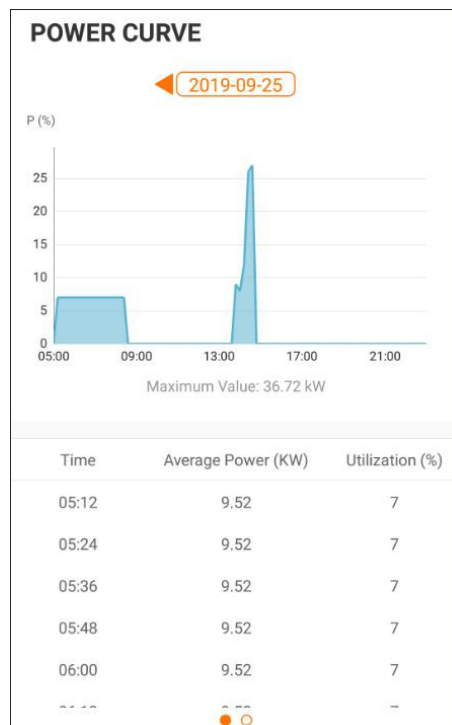 POWER CURVE
2019-09-25
P (%)
25
20
15
10
5
0
05:00 09:00 13:00 17:00 21:00
Maximum Value: 36.72 kW
Time Average Power (KW) Utilization (%)
05:12 9.52 7
05:24 9.52 7
05:36 9.52 7
05:48 9.52 7
06:00 9.52 7